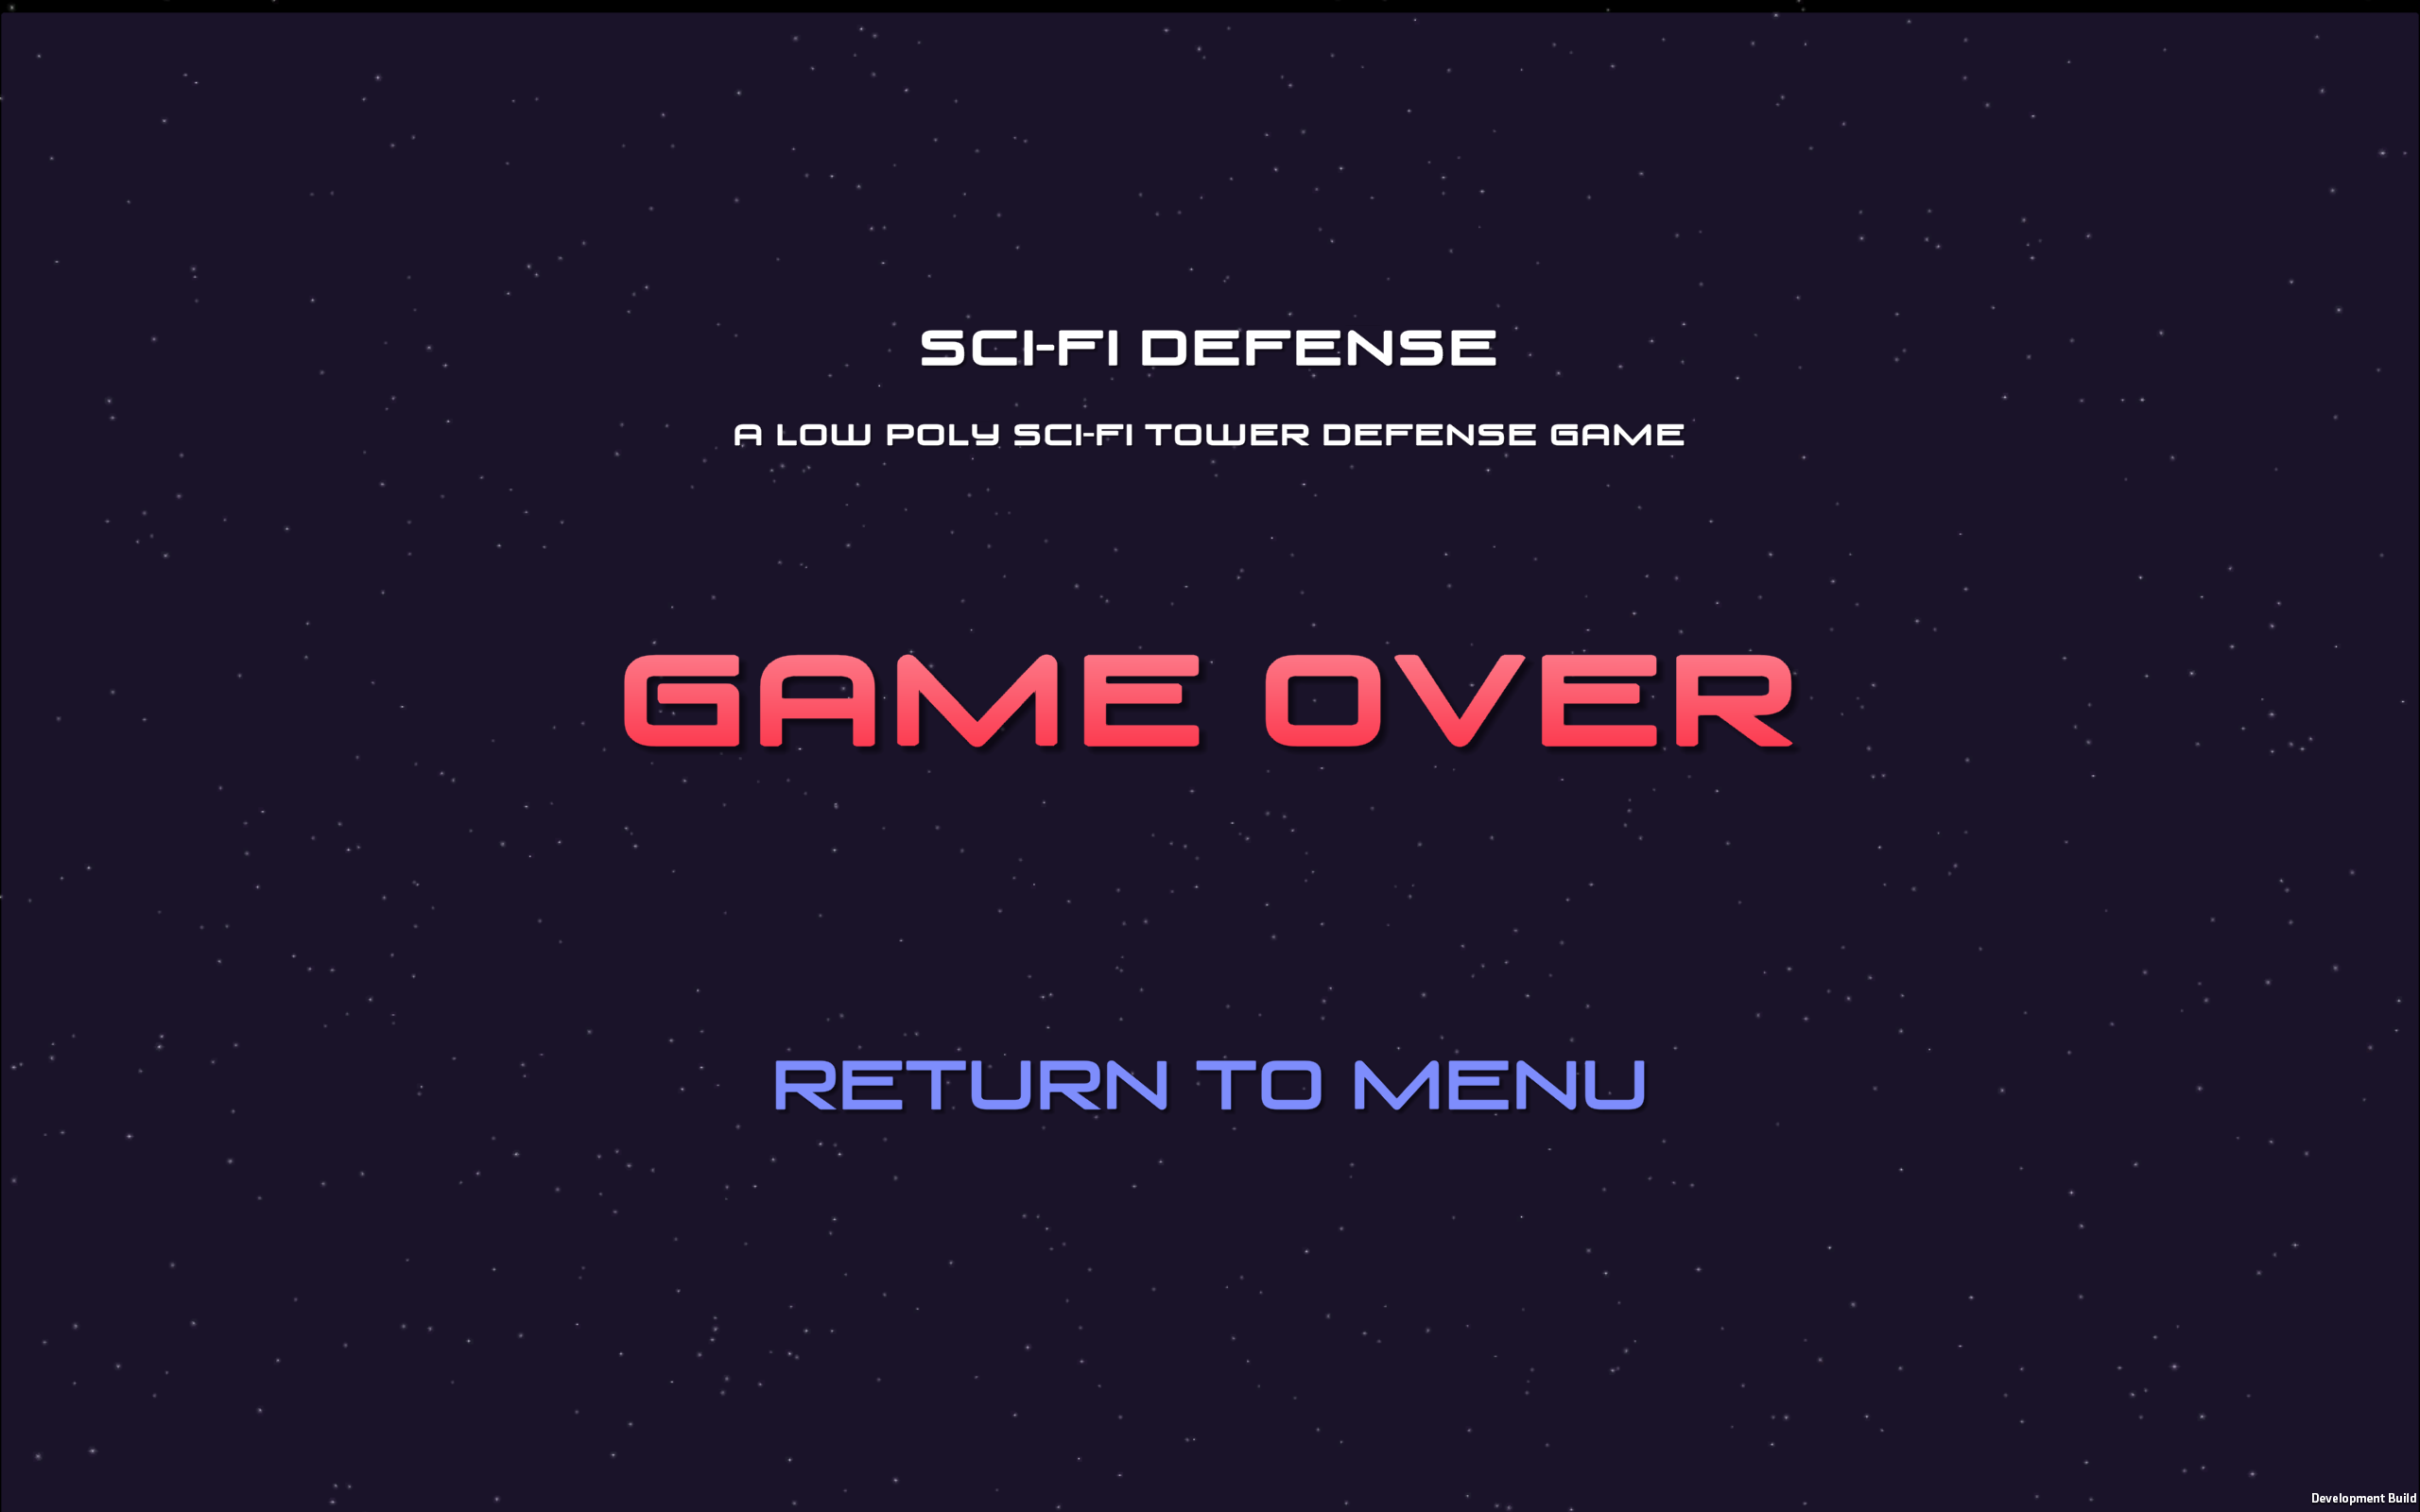 SCI-FI DEFENSE
A LOW POLY SCI-FI TOWER DEFENSE GAME
GAME OVER
RETURN TO MENU
Development Build